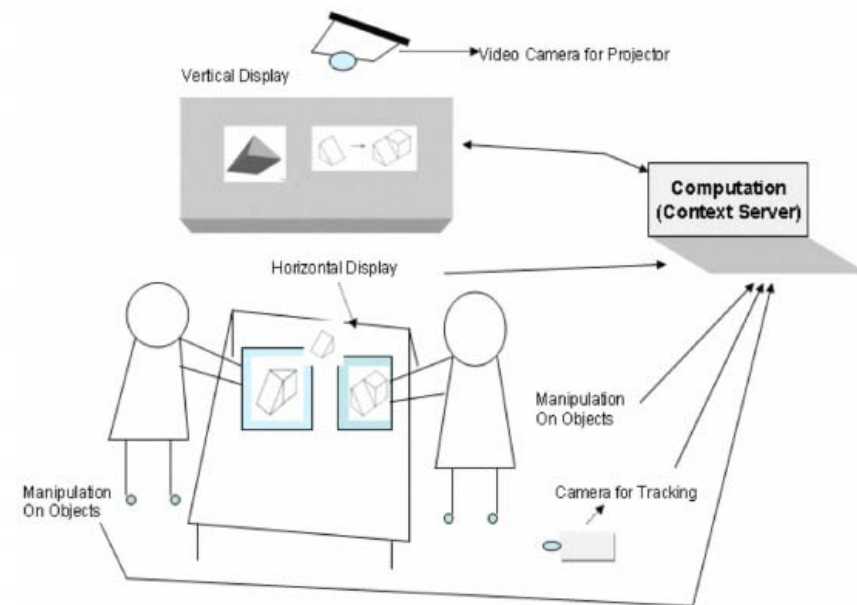 Video Camera for Projector
Vertical Display
Computation
(Context Server)
Horizontal Display
Manipulation
On Objects
Manipulation
On Objects
Camera for Tracking